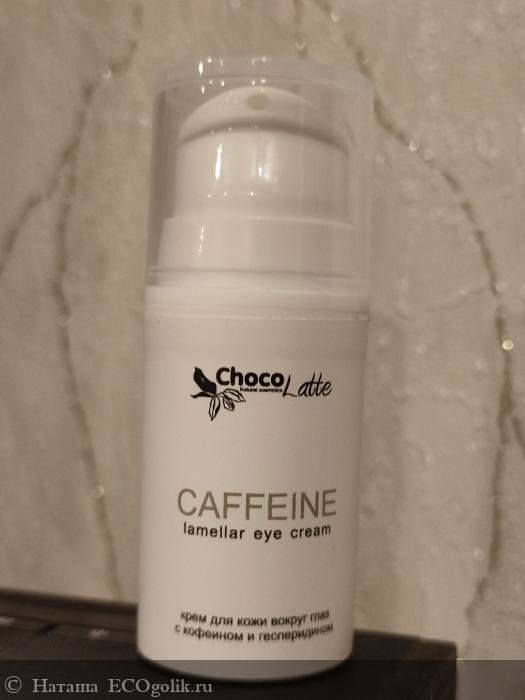 Choco Latte
Natural cosmetics
CAFFEINE
lamellar eye cream
крем для кожи вокруг глаз
с кофеином и гесперидином
© Наташа ECOgolik.ru